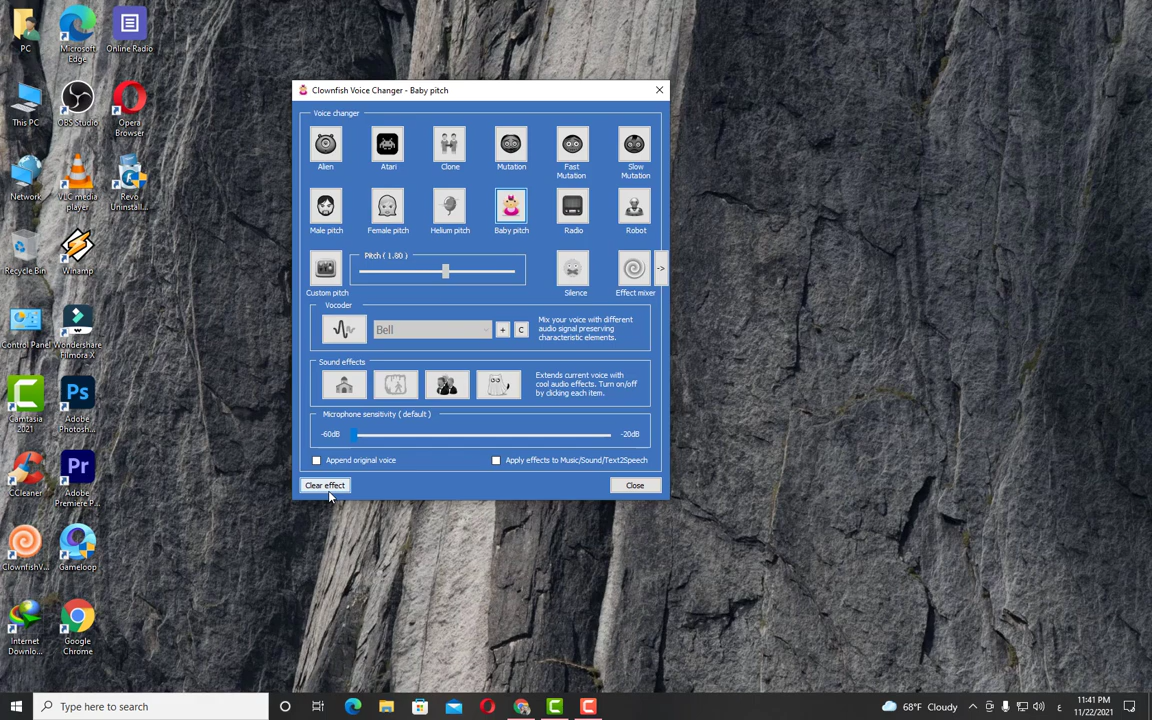 PC
Microsoft
Edge
Online Radio
This PC
OBS Studio
Opera
Browser
Network
VLC media
player
Revo
Uninstall...
Recycle Bin
Winamp
Control Panel
Wondershare
Filmora X
Camtasia
2021
Adobe
Photosh...
CCleaner
Adobe
Premiere P...
ClownfishV...
Gameloop
Internet
Downlo...
Google
Chrome
Clownfish Voice Changer - Baby pitch
Voice changer
Alien
Atari
Clone
Mutation
Fast
Mutation
Slow
Mutation
Male pitch
Female pitch
Helium pitch
Baby pitch
Radio
Robot
Custom pitch
Pitch ( 1.80 )
Silence
Effect mixer
->
Vocoder
Bell
+
C
Mix your voice with different
audio signal preserving
characteristic elements.
Sound effects
Extends current voice with
cool audio effects. Turn on/off
by clicking each item.
Microphone sensitivity ( default )
-60dB
-20dB
Append original voice
Apply effects to Music/Sound/Text2Speech
Clear effect
Close
Type here to search
68°F Cloudy
ع
11:41 PM
11/22/2021